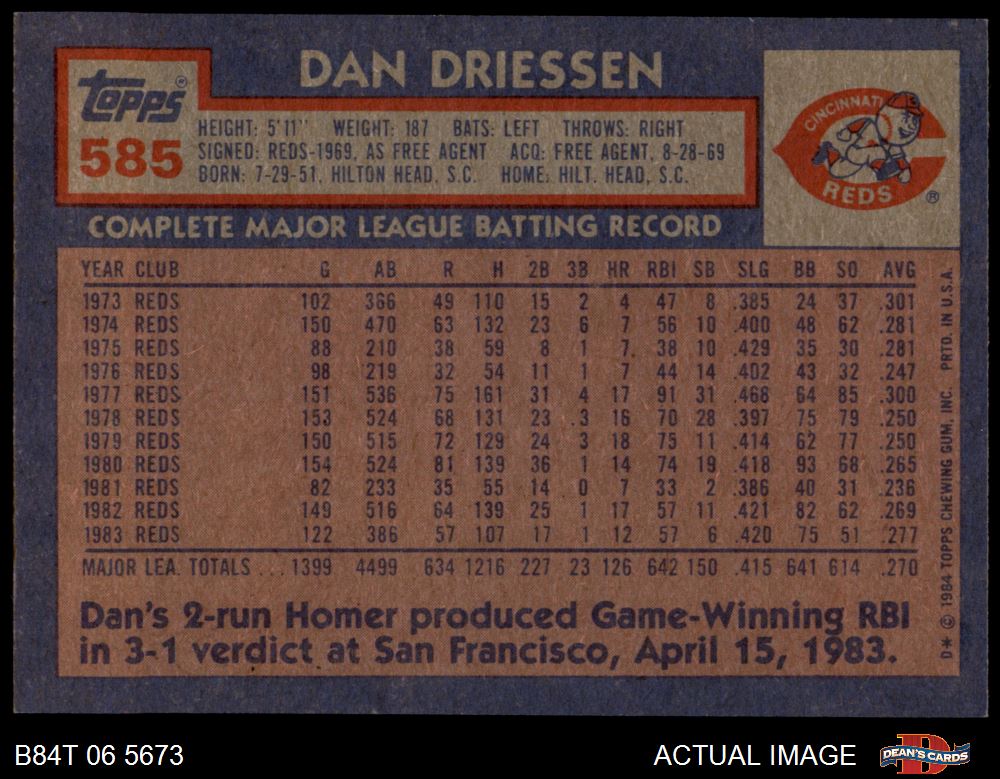 DAN DRIESSEN
Topps®
585
HEIGHT: 5'11" WEIGHT: 187 BATS: LEFT THROWS: RIGHT
SIGNED: REDS-1969, AS FREE AGENT ACQ: FREE AGENT, 8-28-69
BORN: 7-29-51, HILTON HEAD, S.C. HOME: HILT. HEAD, S.C.
CINCINNATI
REDS ®
COMPLETE MAJOR LEAGUE BATTING RECORD
YEAR CLUB G AB R H 2B 3B HR RBI SB SLG BB SO AVG
1973 REDS 102 366 49 110 15 2 4 47 8 .385 24 37 .301
1974 REDS 150 470 63 132 23 6 7 56 10 .400 48 62 .281
1975 REDS 88 210 38 59 8 1 7 38 10 .429 35 30 .281
1976 REDS 98 219 32 54 11 1 7 44 14 .402 43 32 .247
1977 REDS 151 536 75 161 31 4 17 91 31 .468 64 85 .300
1978 REDS 153 524 68 131 23 3 16 70 28 .397 75 79 .250
1979 REDS 150 515 72 129 24 3 18 75 11 .414 62 77 .250
1980 REDS 154 524 81 139 36 1 14 74 19 .418 93 68 .265
1981 REDS 82 233 35 55 14 0 7 33 2 .386 40 31 .236
1982 REDS 149 516 64 139 25 1 17 57 11 .421 82 62 .269
1983 REDS 122 386 57 107 17 1 12 57 6 .420 75 51 .277
MAJOR LEA. TOTALS ... 1399 4499 634 1216 227 23 126 642 150 .415 641 614 .270
Dan's 2-run Homer produced Game-Winning RBI
in 3-1 verdict at San Francisco, April 15, 1983.
D* © 1984 TOPPS CHEWING GUM, INC. PRTD. IN U.S.A.
B84T 06 5673
ACTUAL IMAGE
DEAN'S CARDS